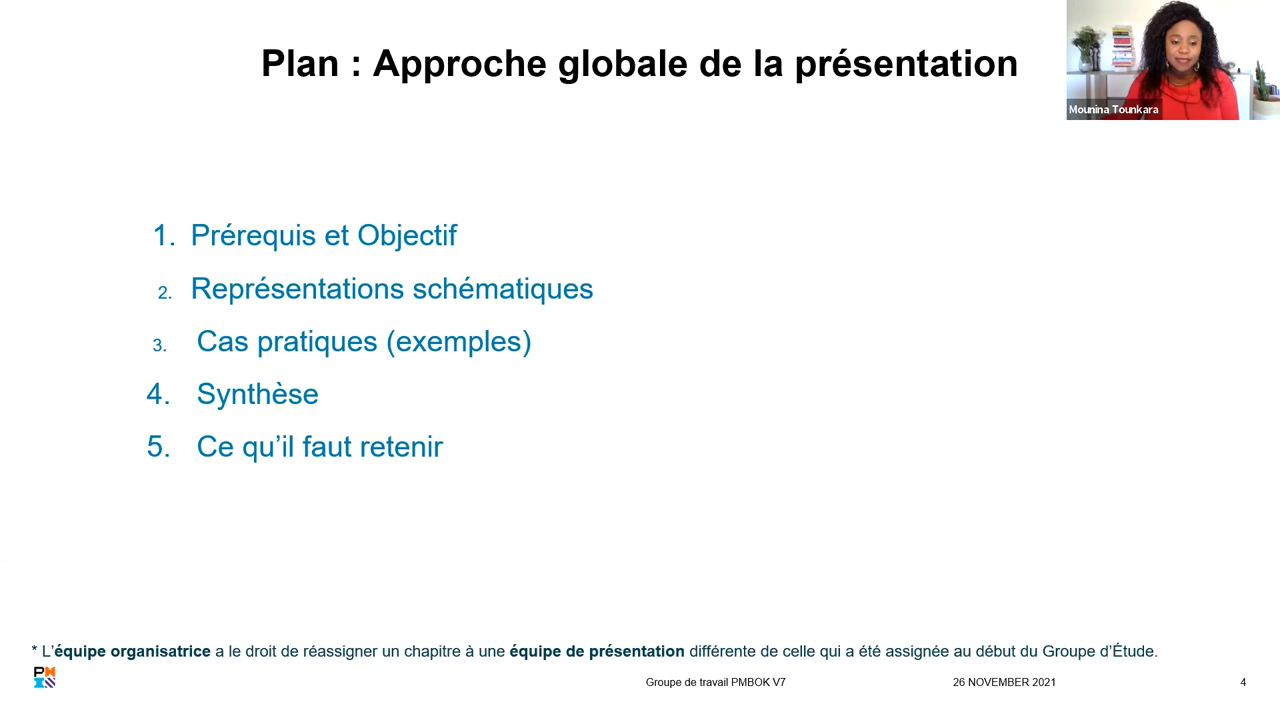 Plan : Approche globale de la présentation
Mounina Tounkara
1. Prérequis et Objectif
2. Représentations schématiques
3. Cas pratiques (exemples)
4. Synthèse
5. Ce qu’il faut retenir
* L’équipe organisatrice a le droit de réassigner un chapitre à une équipe de présentation différente de celle qui a été assignée au début du Groupe d’Étude.
Groupe de travail PMBOK V7
26 NOVEMBER 2021
4